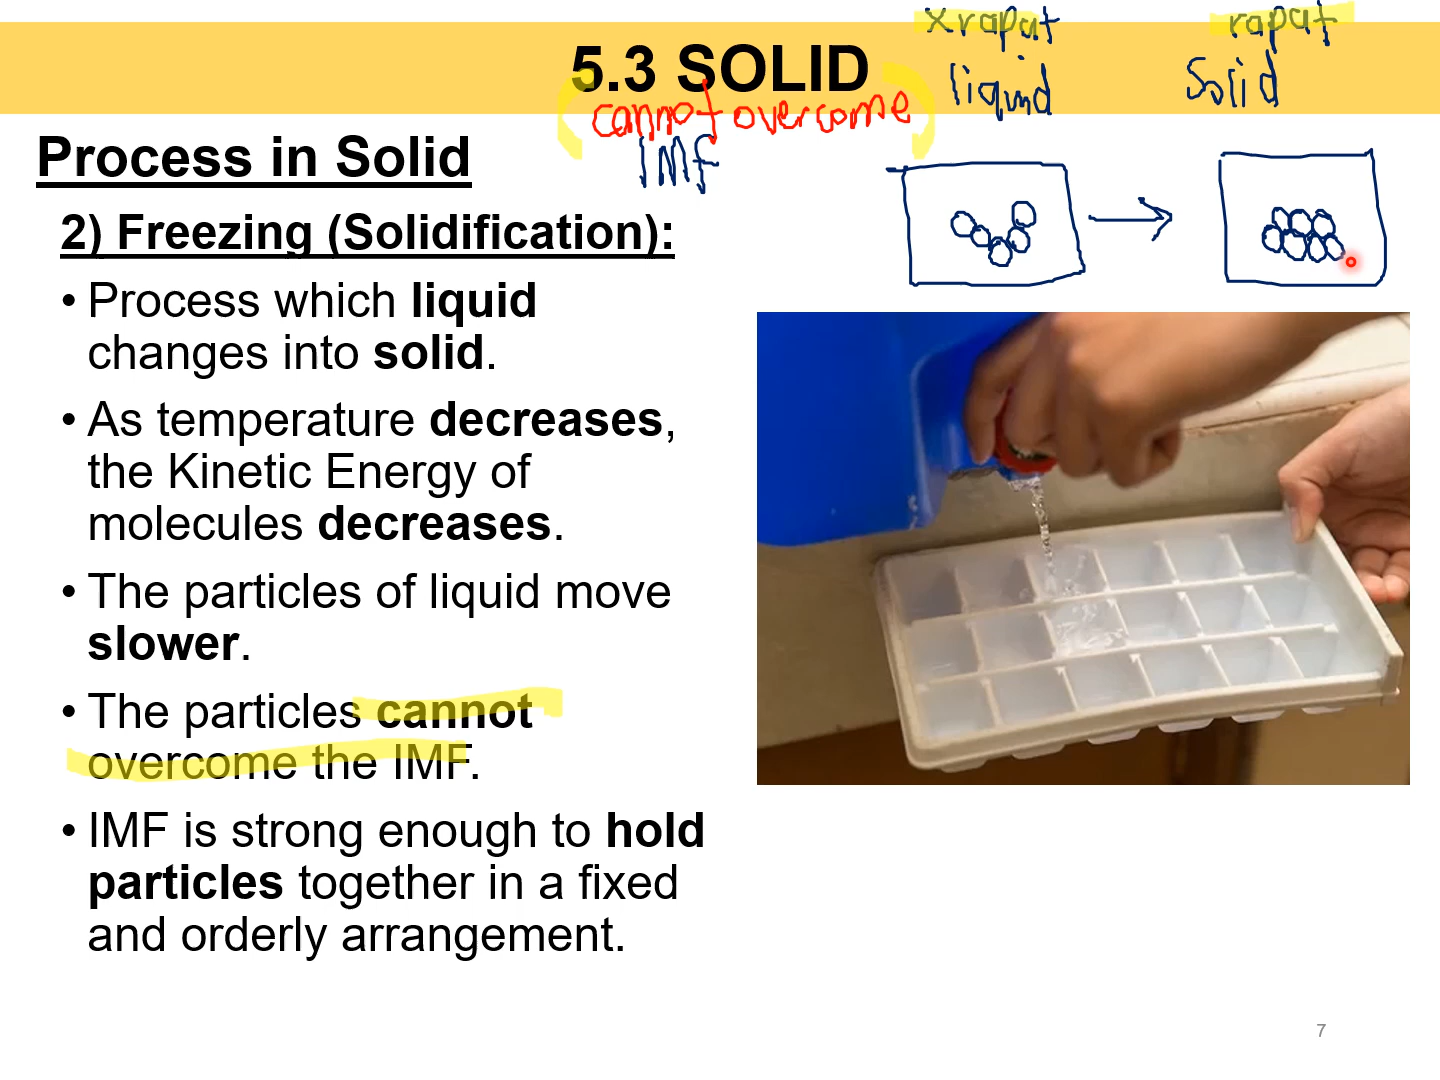 xrapat rapat
5.3 SOLID
liquid Solid
cannot overcome
IMF
Process in Solid
2) Freezing (Solidification):
• Process which liquid
changes into solid.
• As temperature decreases,
the Kinetic Energy of
molecules decreases.
• The particles of liquid move
slower.
• The particles cannot
overcome the IMF.
• IMF is strong enough to hold
particles together in a fixed
and orderly arrangement.
7